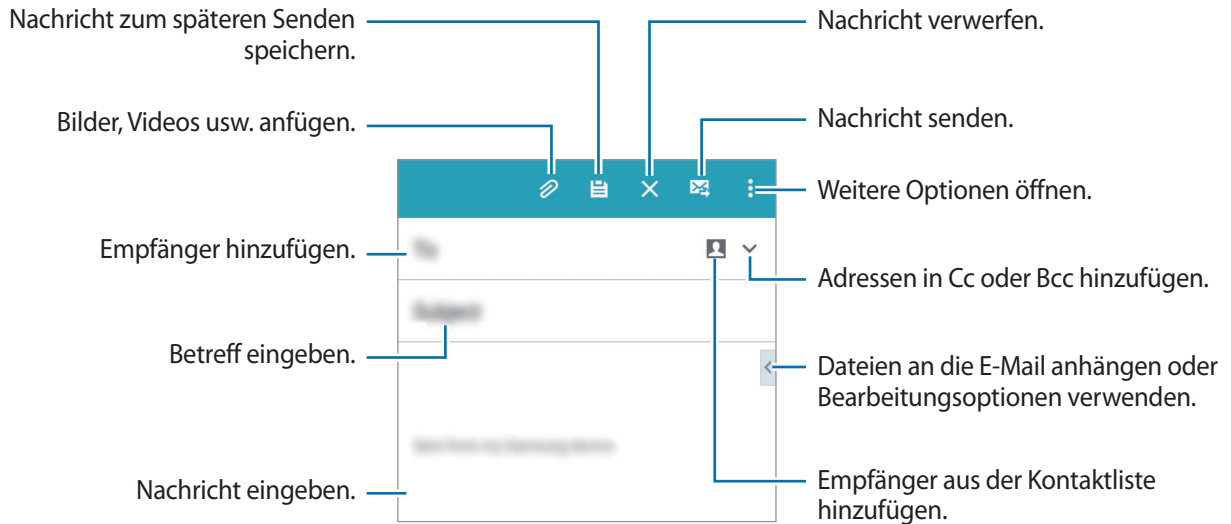 Nachricht zum späteren Senden
speichern.
Bilder, Videos usw. anfügen.
Empfänger hinzufügen.
Betreff eingeben.
Nachricht eingeben.
Nachricht verwerfen.
Nachricht senden.
Weitere Optionen öffnen.
Adressen in Cc oder Bcc hinzufügen.
Dateien an die E-Mail anhängen oder
Bearbeitungsoptionen verwenden.
Empfänger aus der Kontaktliste
hinzufügen.